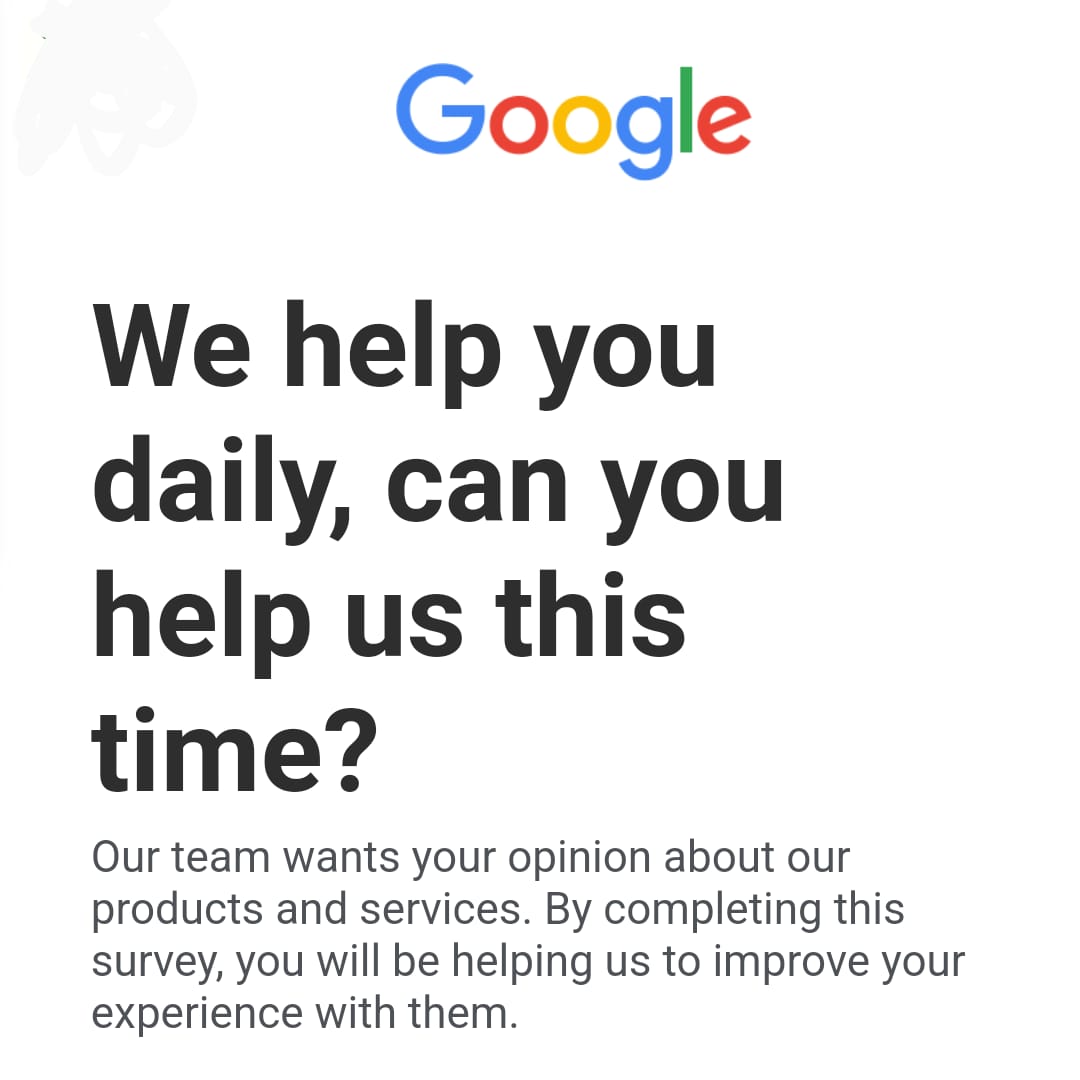 Google
We help you
daily, can you
help us this
time?
Our team wants your opinion about our
products and services. By completing this
survey, you will be helping us to improve your
experience with them.